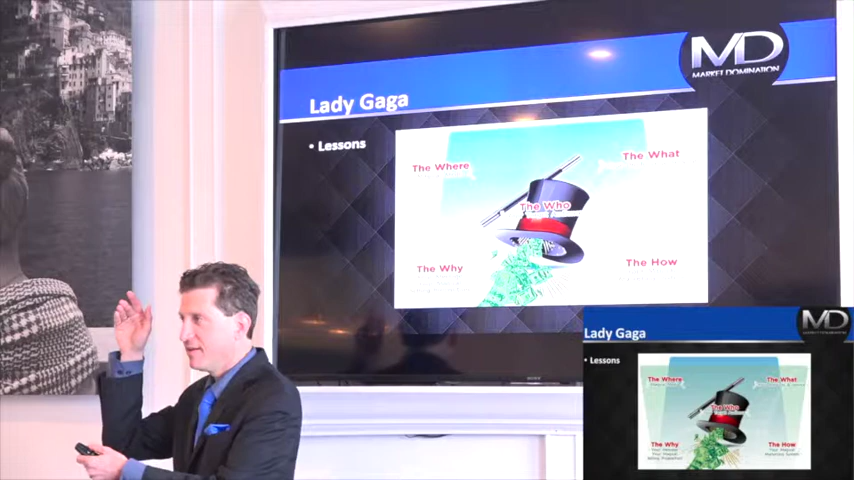 MD
MARKET DOMINATION
Lady Gaga
• Lessons
The Where
The What
The Who
The Why
The How
MD
Lady Gaga
• Lessons
The Where
The What
The Who
The Why
The How